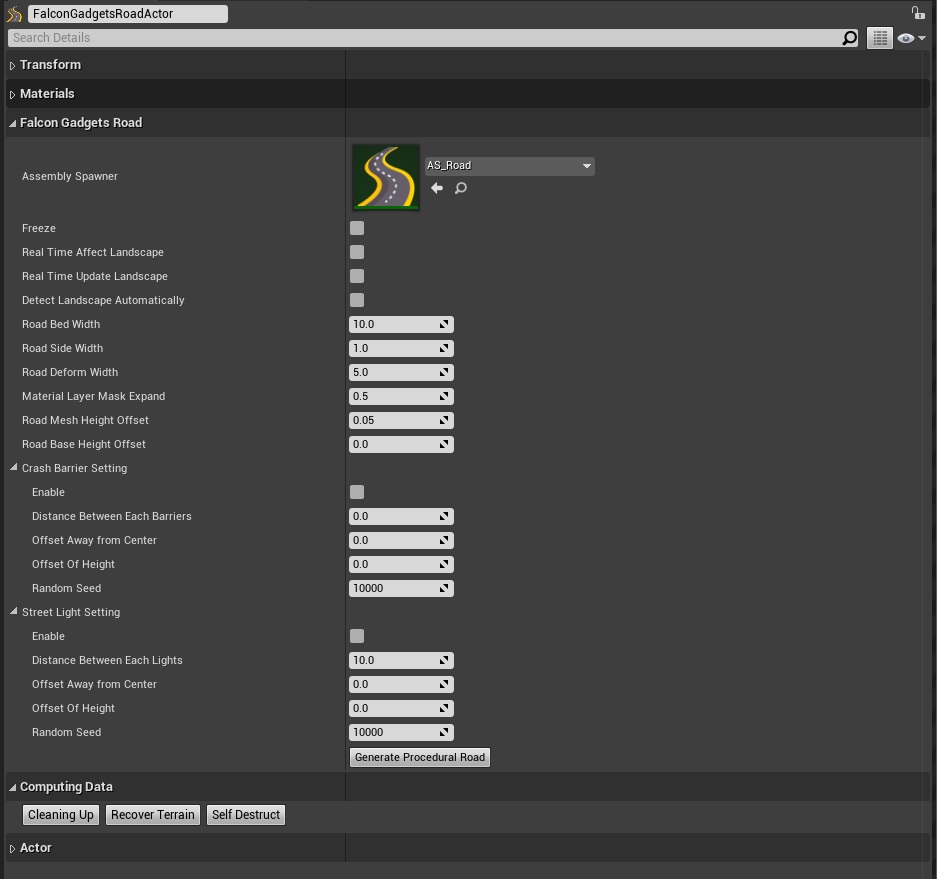 FalconGadgetsRoadActor
Search Details
Transform
Materials
Falcon Gadgets Road
Assembly Spawner
AS_Road
Freeze
Real Time Affect Landscape
Real Time Update Landscape
Detect Landscape Automatically
Road Bed Width 10.0
Road Side Width 1.0
Road Deform Width 5.0
Material Layer Mask Expand 0.5
Road Mesh Height Offset 0.05
Road Base Height Offset 0.0
Crash Barrier Setting
Enable
Distance Between Each Barriers 0.0
Offset Away from Center 0.0
Offset Of Height 0.0
Random Seed 10000
Street Light Setting
Enable
Distance Between Each Lights 10.0
Offset Away from Center 0.0
Offset Of Height 0.0
Random Seed 10000
Generate Procedural Road
Computing Data
Cleaning Up Recover Terrain Self Destruct
Actor